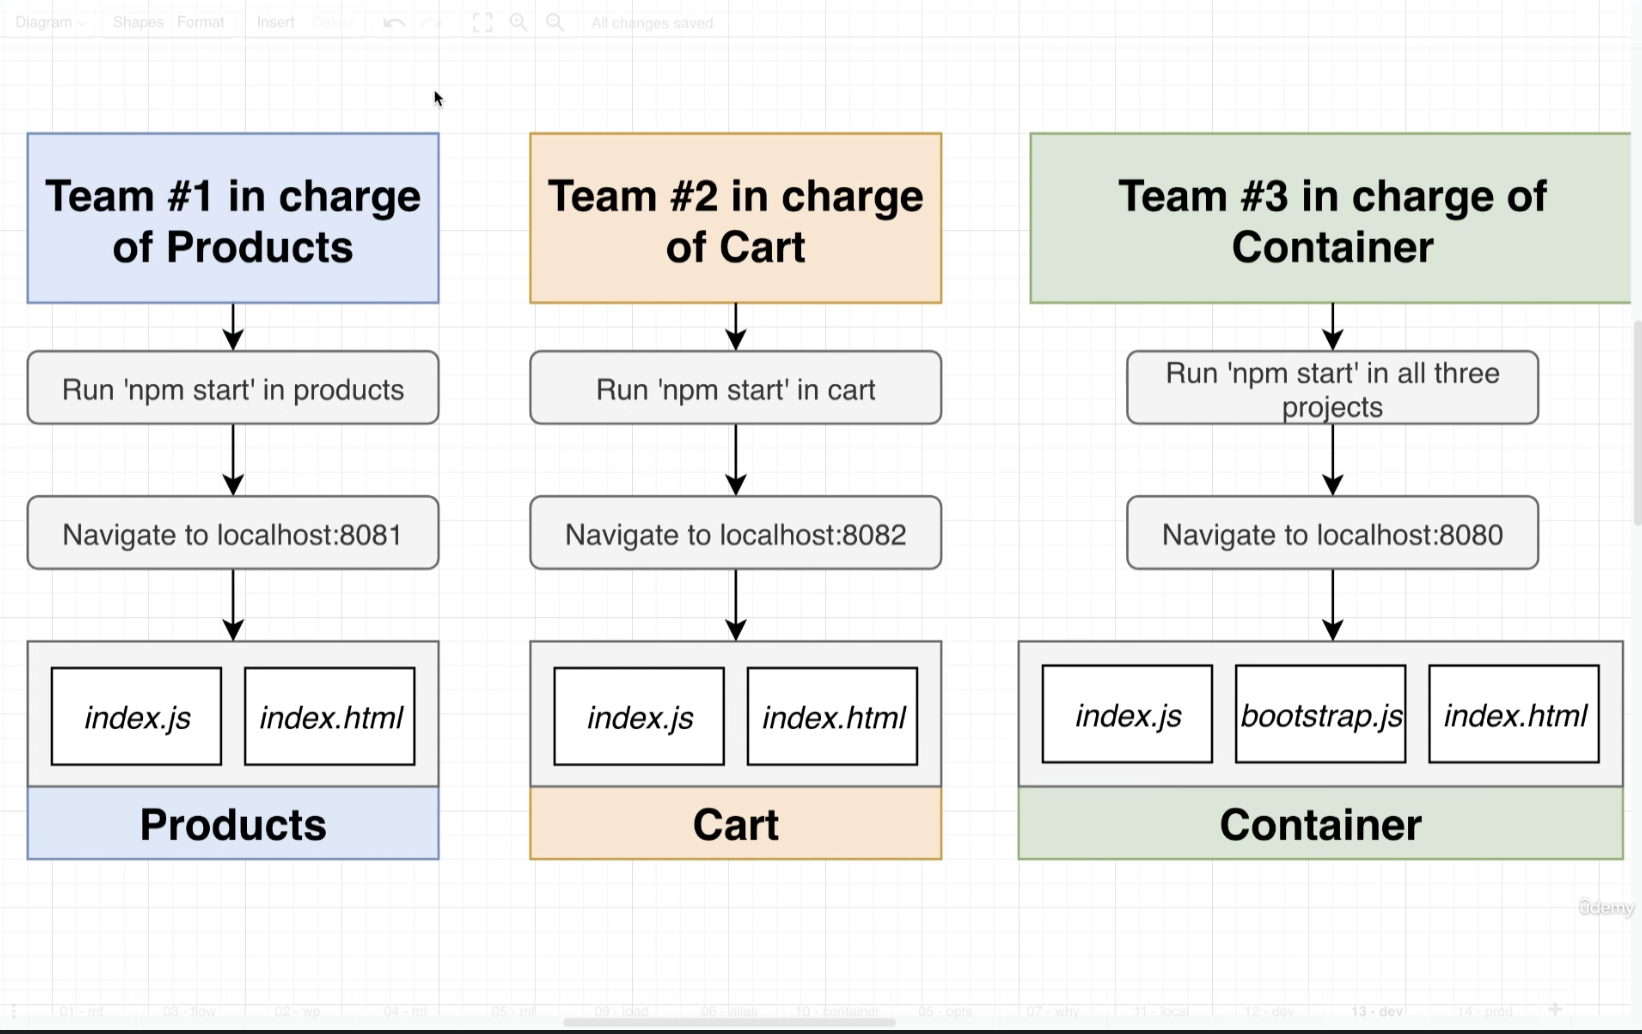 Diagram Shapes Format Insert Delete All changes saved
Team #1 in charge
of Products
Team #2 in charge
of Cart
Team #3 in charge of
Container
Run 'npm start' in products
Run 'npm start' in cart
Run 'npm start' in all three
projects
Navigate to localhost:8081
Navigate to localhost:8082
Navigate to localhost:8080
index.js
index.html
index.js
index.html
index.js
bootstrap.js
index.html
Products
Cart
Container
ûdemy
01 - mf 03 - flow 02 - wp 04 - mf 05 - mf 09 - load 06 - alias 10 - container 05 - opts 07 - why 11 - local 12 - dev 13 - dev 14 - prod